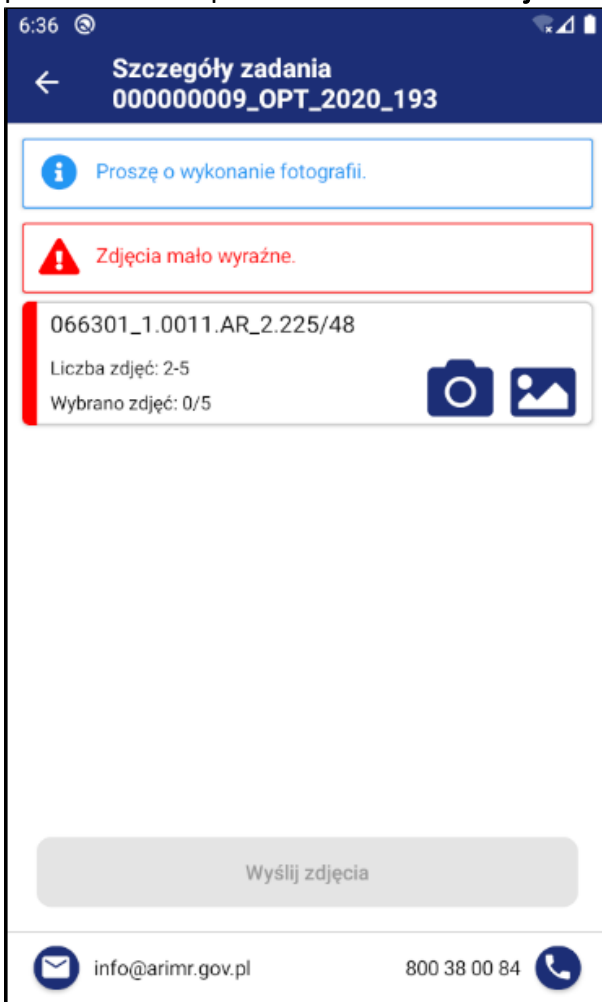 6:36
Szczegóły zadania
000000009_OPT_2020_193
Proszę o wykonanie fotografii.
Zdjęcia mało wyraźne.
066301_1.0011.AR_2.225/48
Liczba zdjęć: 2-5
Wybrano zdjęć: 0/5
Wyślij zdjęcia
info@arimr.gov.pl 800 38 00 84